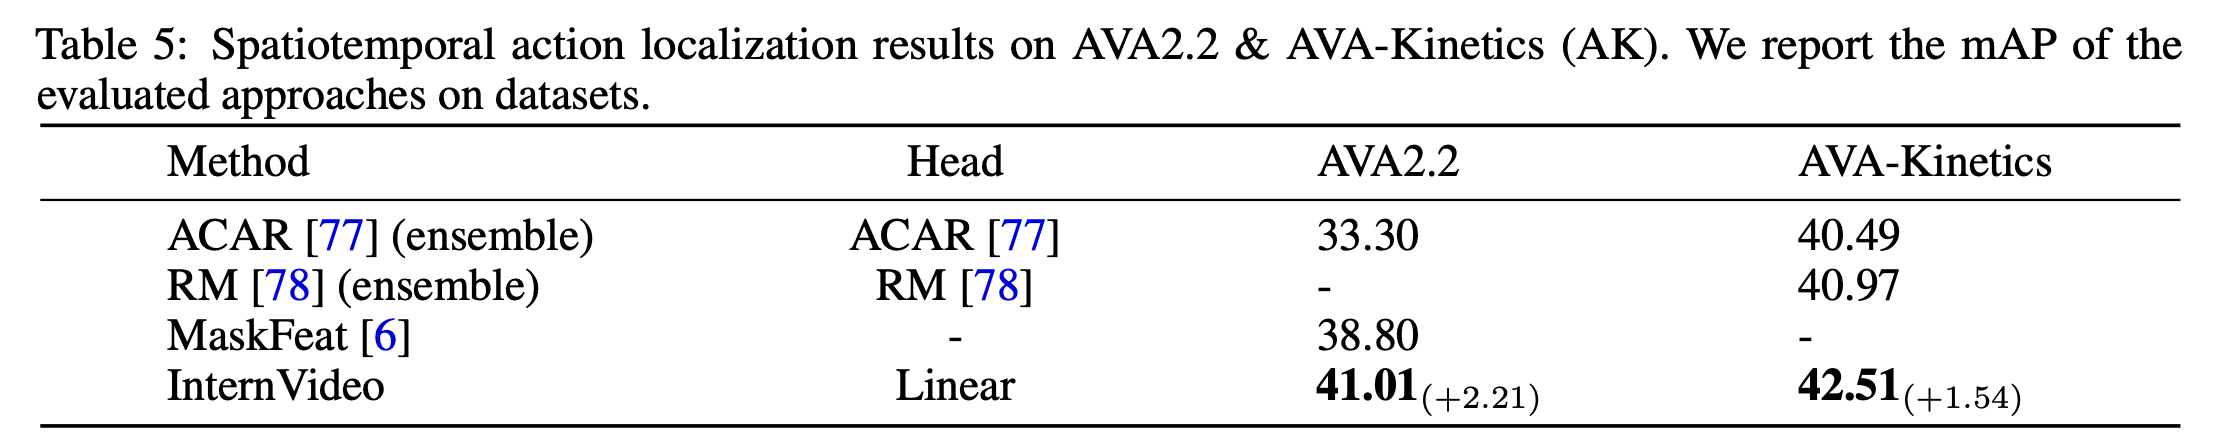 Table 5: Spatiotemporal action localization results on AVA2.2 & AVA-Kinetics (AK). We report the mAP of the
evaluated approaches on datasets.
Method Head AVA2.2 AVA-Kinetics
ACAR [77] (ensemble) ACAR [77] 33.30 40.49
RM [78] (ensemble) RM [78] - 40.97
MaskFeat [6] - 38.80 -
InternVideo Linear 41.01(+2.21) 42.51(+1.54)